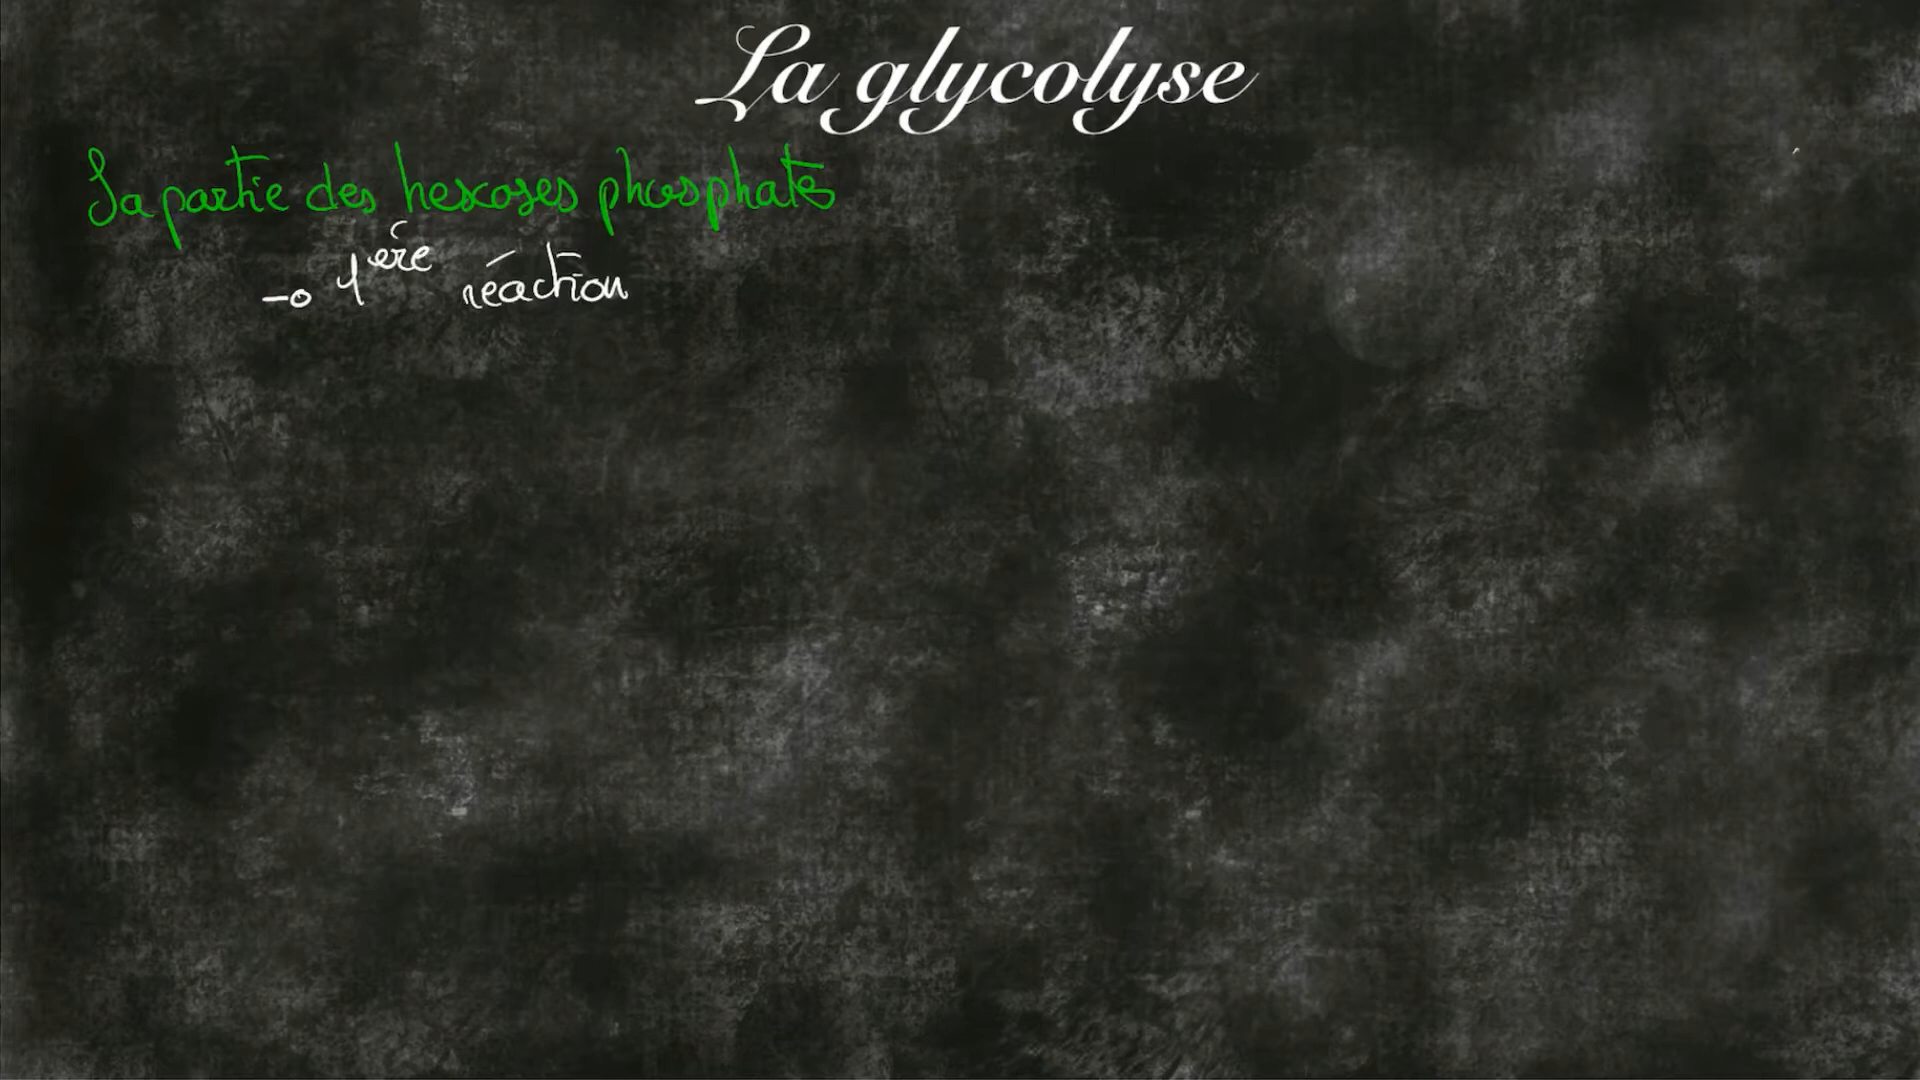 La glycolyse
La partie des hexoses phosphates
→ 1ère réaction